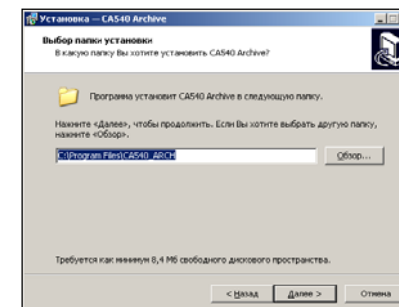 Установка — CA540 Archive
Выбор папки установки
В какую папку Вы хотите установить CA540 Archive?
Программа установит CA540 Archive в следующую папку.
Нажмите «Далее», чтобы продолжить. Если Вы хотите выбрать другую папку,
нажмите «Обзор».
C:\Program Files\CA540_ARCH
Обзор...
Требуется как минимум 8,4 Мб свободного дискового пространства.
< Назад
Далее >
Отмена